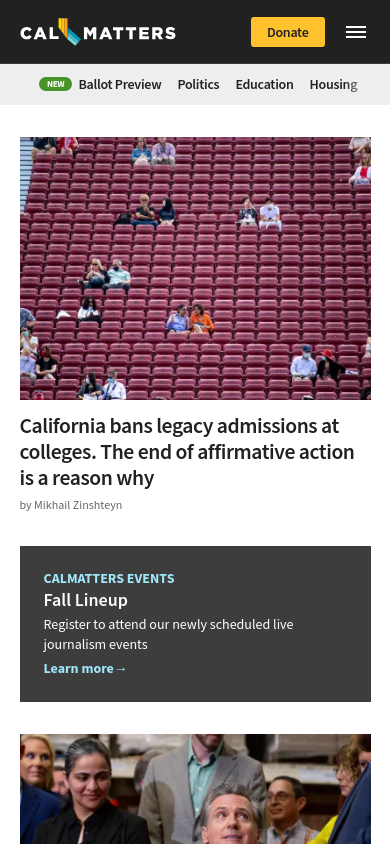 CALMATTERS
Donate
NEW Ballot Preview Politics Education Housing
California bans legacy admissions at
colleges. The end of affirmative action
is a reason why
by Mikhail Zinshteyn
CALMATTERS EVENTS
Fall Lineup
Register to attend our newly scheduled live
journalism events
Learn more→